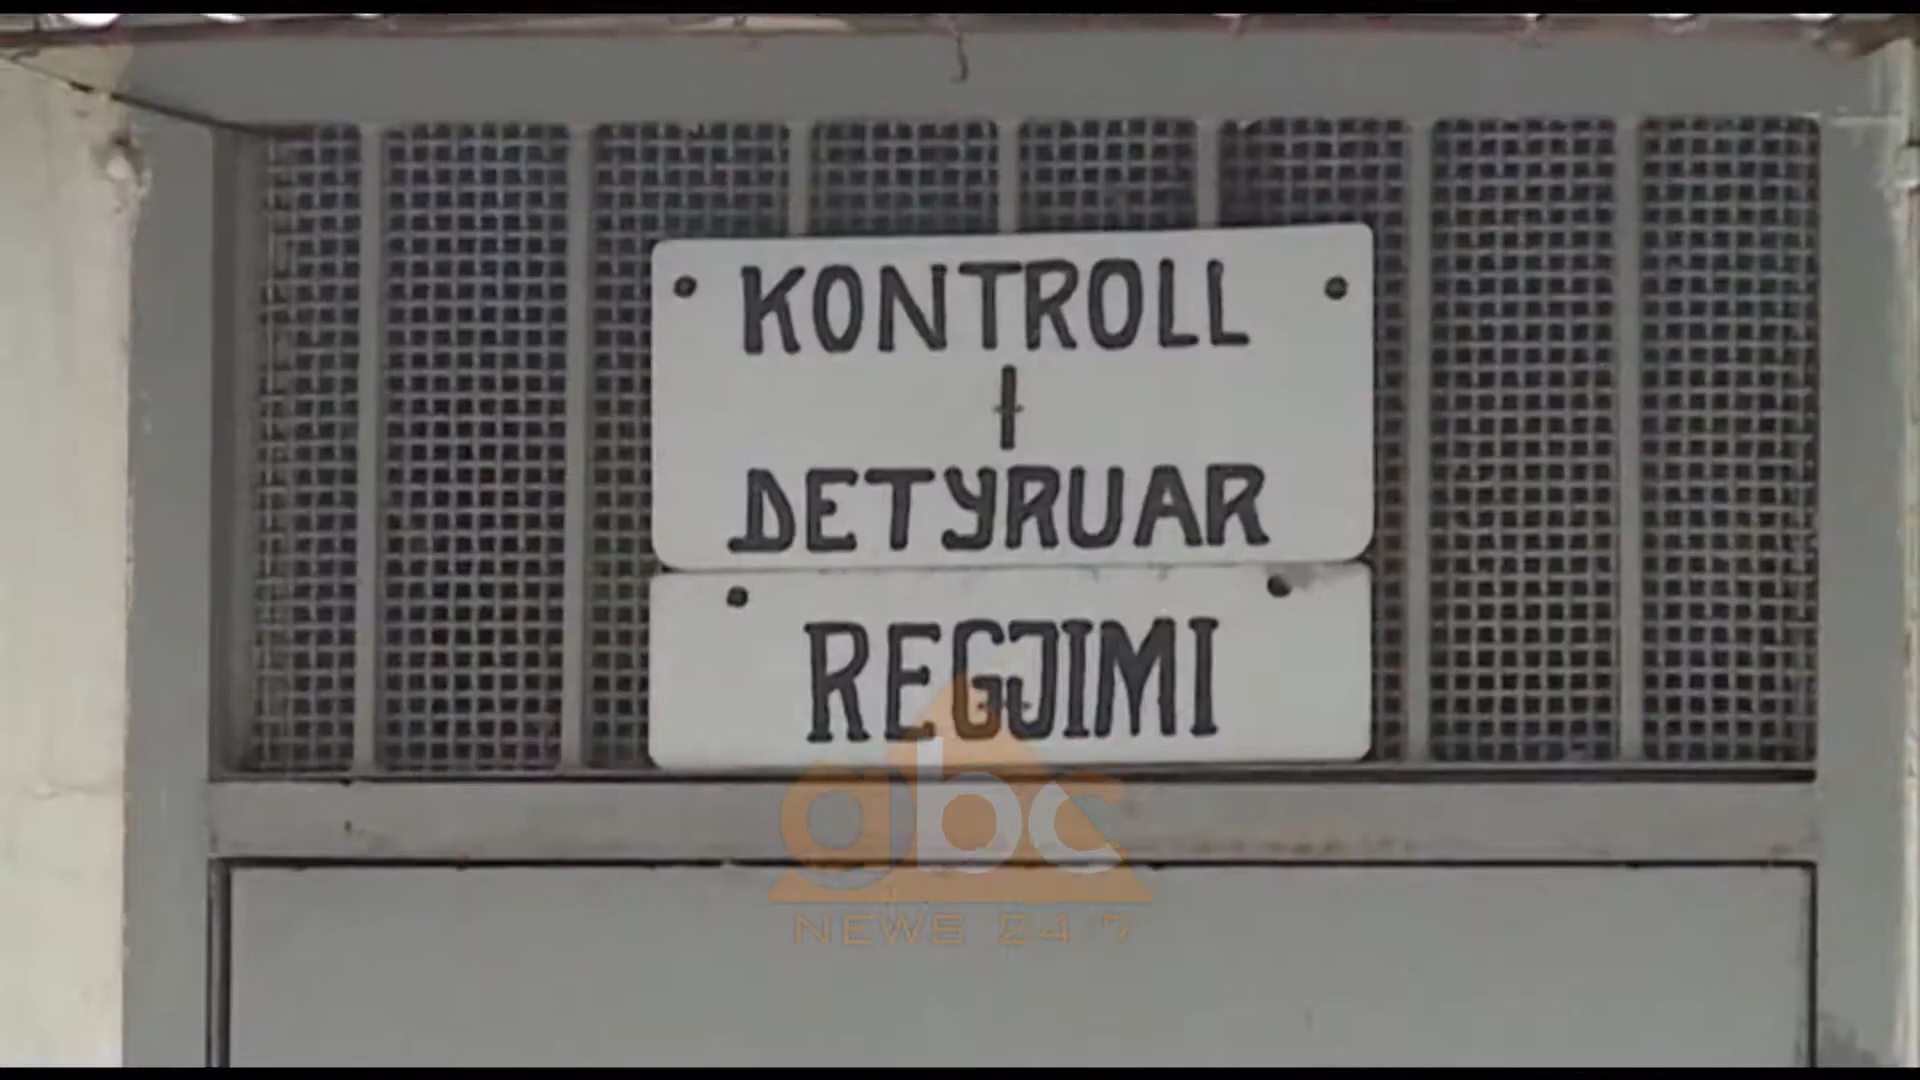 KONTROLL
I
DETYRUAR
REGJIMI
abc
NEWS 24/7